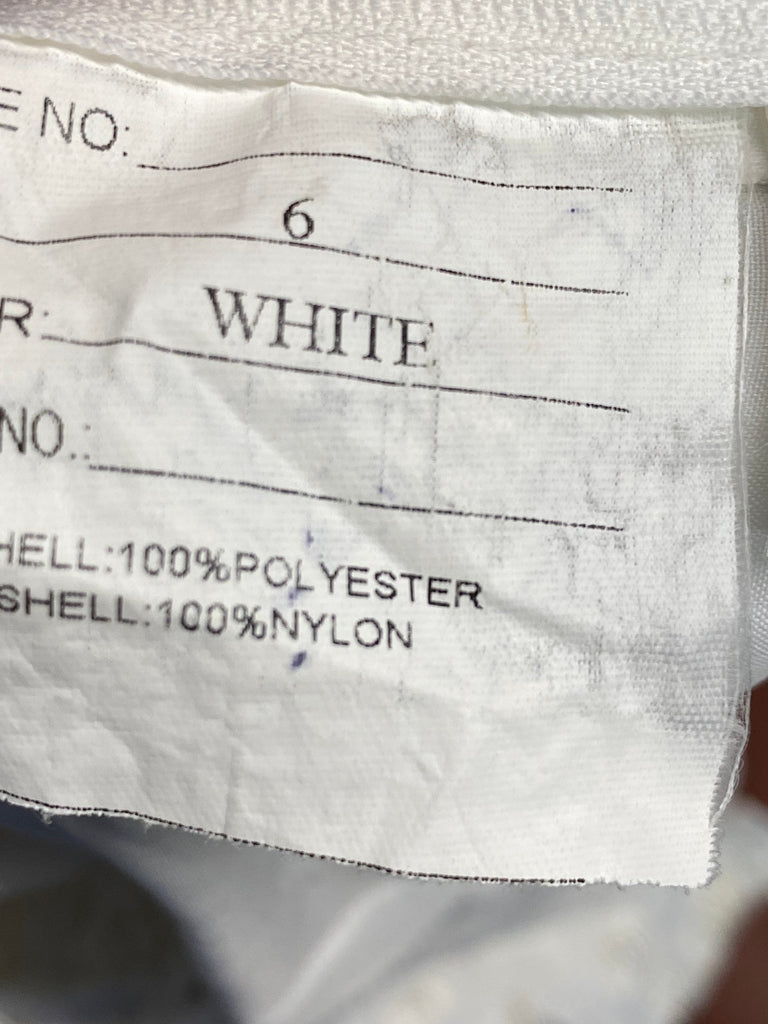 E NO:
6
R: WHITE
NO.:
HELL:100%POLYESTER
SHELL:100%NYLON